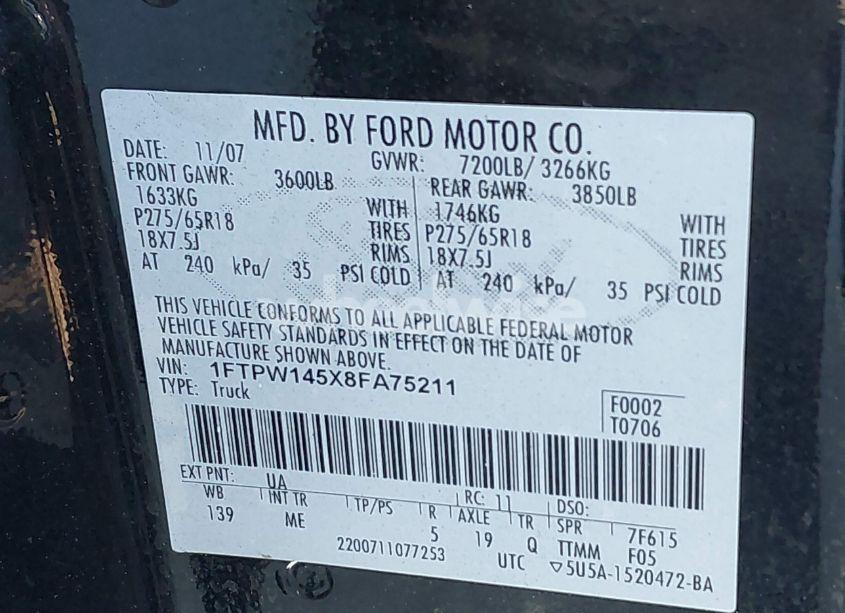 MFD. BY FORD MOTOR CO.
DATE: 11/07 GVWR: 7200LB/ 3266KG
FRONT GAWR: 3600LB REAR GAWR: 3850LB
1633KG WITH 1746KG WITH
P275/65R18 TIRES P275/65R18 TIRES
18X7.5J RIMS 18X7.5J RIMS
AT 240 kPa/ 35 PSI COLD AT 240 kPa/ 35 PSI COLD
THIS VEHICLE CONFORMS TO ALL APPLICABLE FEDERAL MOTOR
VEHICLE SAFETY STANDARDS IN EFFECT ON THE DATE OF
MANUFACTURE SHOWN ABOVE.
VIN: 1FTPW145X8FA75211
TYPE: Truck
F0002
T0706
EXT PNT: UA RC: 11 DSO:
WB INT TR TP/PS R AXLE TR SPR 7F615
139 ME 5 19 Q TTMM F05
2200711077253 UTC ▽5U5A-1520472-BA